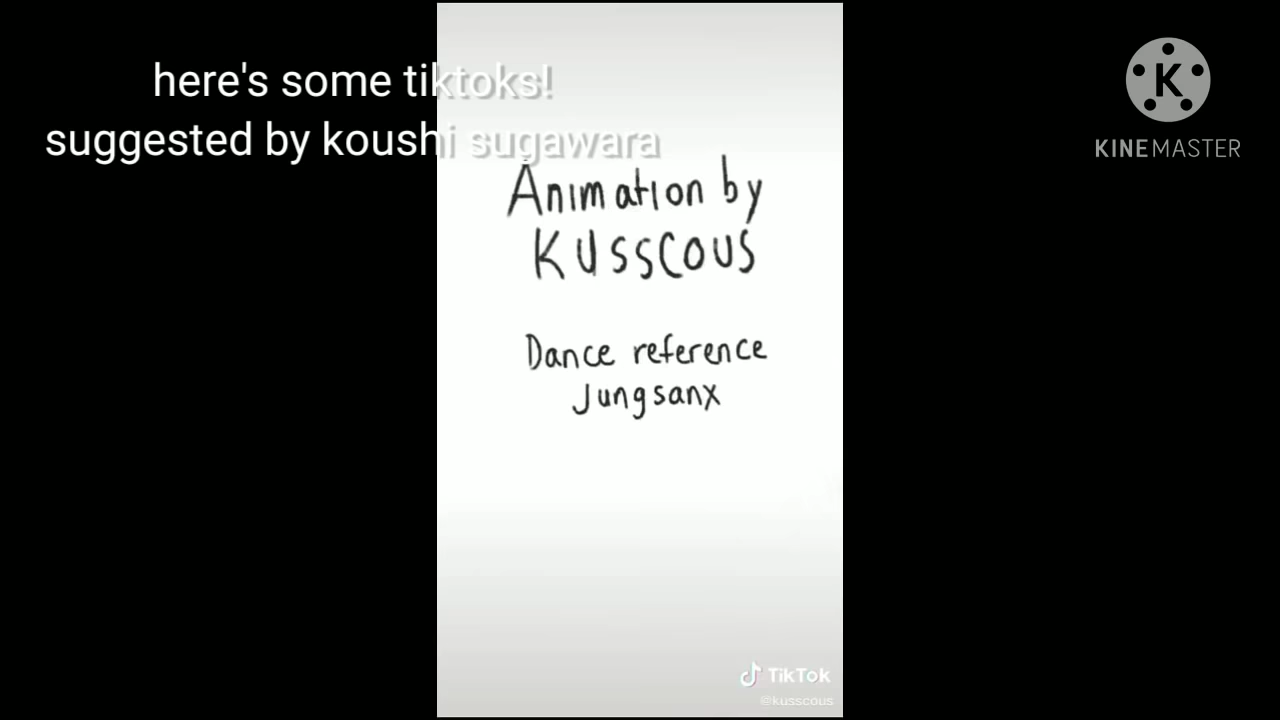 here's some tiktoks!
suggested by koushi sugawara
KINEMASTER
Animation by
KUSSCOUS
Dance reference
Jungsanx
TikTok
@kusscous